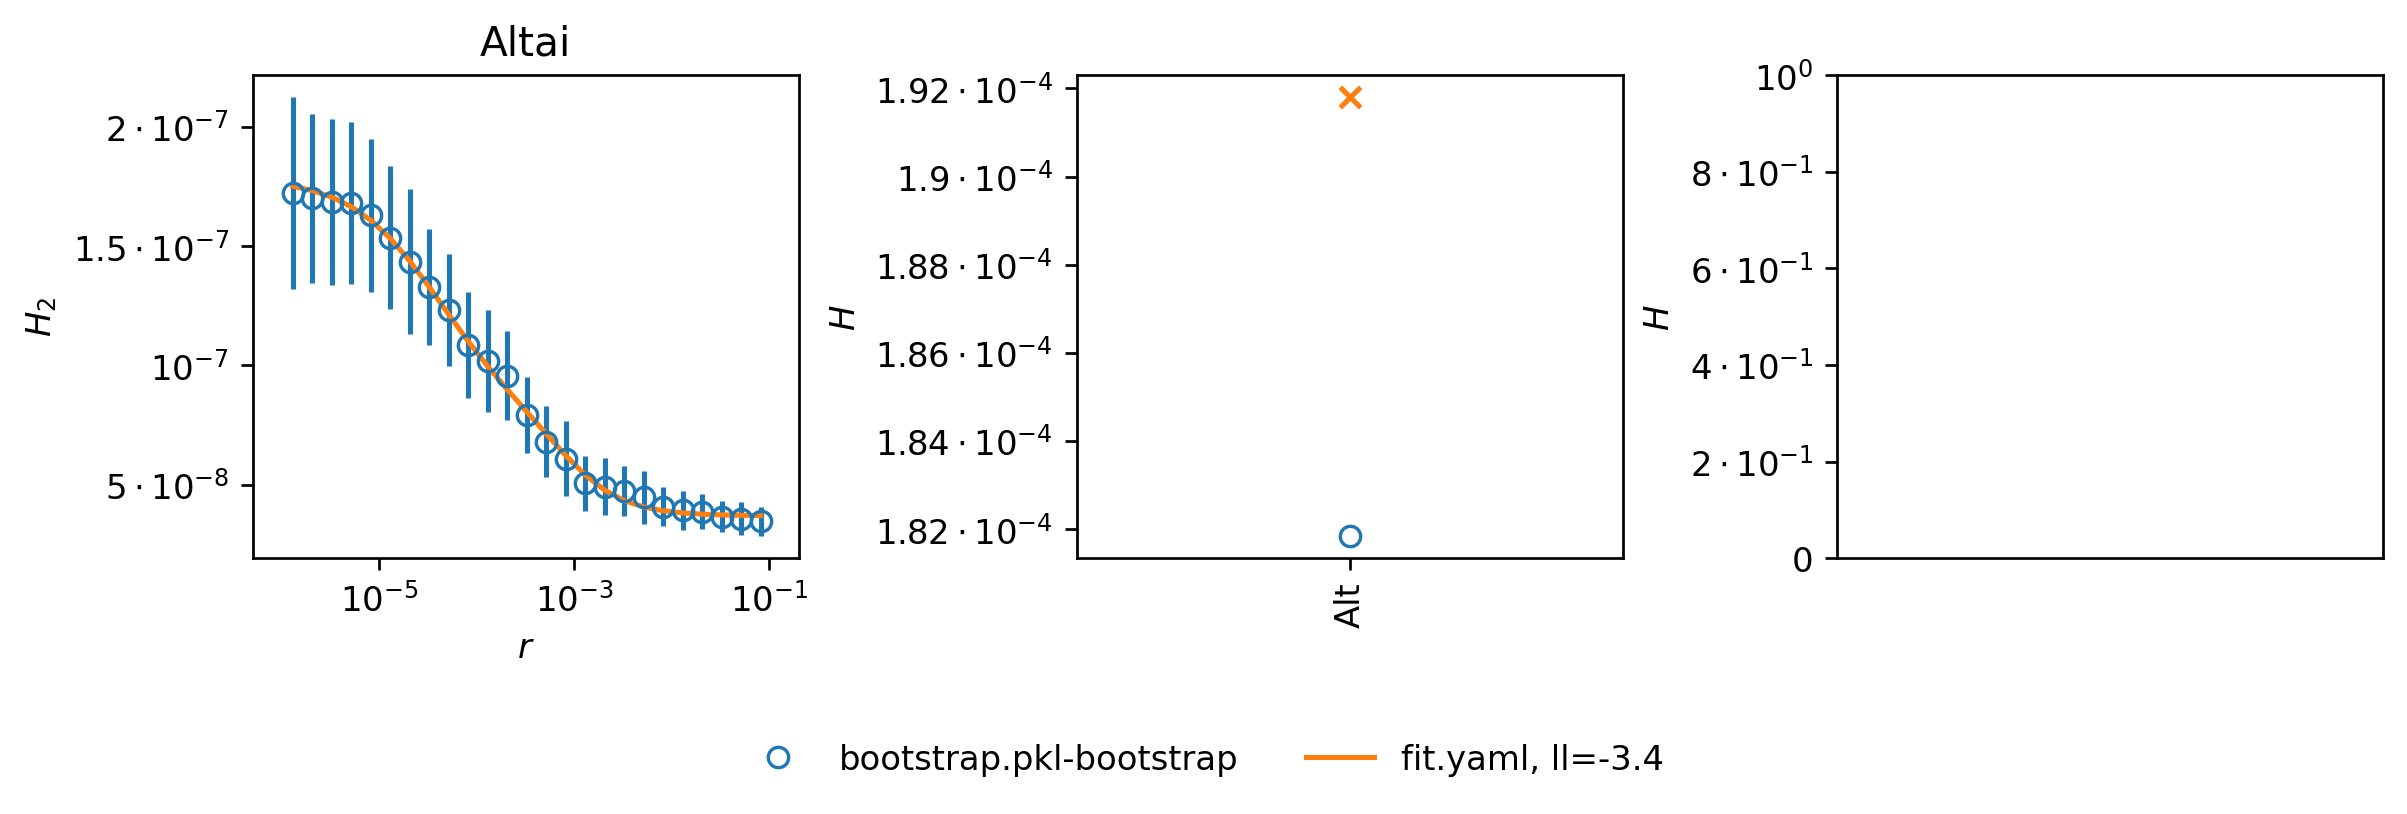 Altai
H₂
2 · 10⁻⁷
1.5 · 10⁻⁷
10⁻⁷
5 · 10⁻⁸
10⁻⁵ 10⁻³ 10⁻¹
r
H
1.92 · 10⁻⁴
1.9 · 10⁻⁴
1.88 · 10⁻⁴
1.86 · 10⁻⁴
1.84 · 10⁻⁴
1.82 · 10⁻⁴
Alt
H
10⁰
8 · 10⁻¹
6 · 10⁻¹
4 · 10⁻¹
2 · 10⁻¹
0
bootstrap.pkl-bootstrap
fit.yaml, ll=-3.4